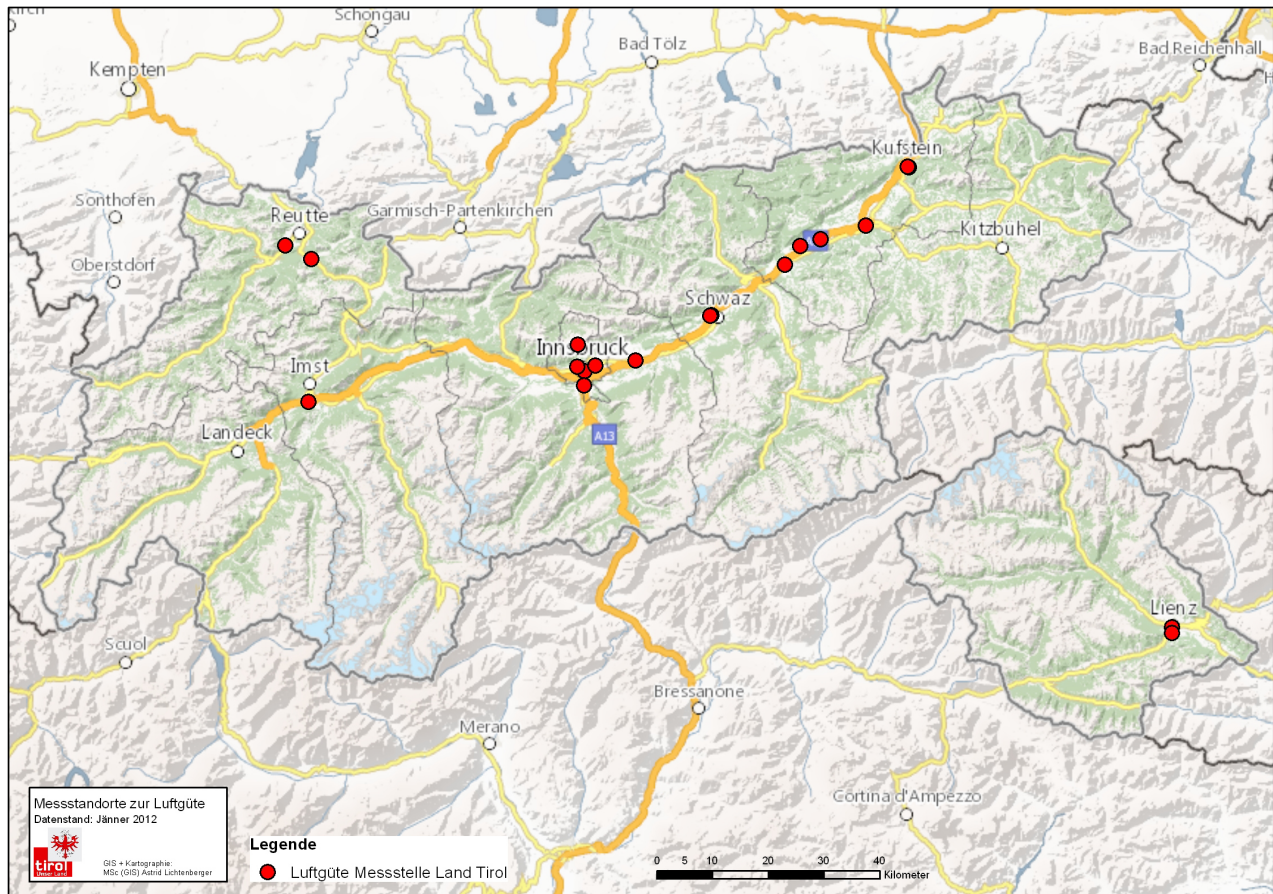 Schongau
Bad Tölz
Bad Reichenhall
Kempten
Kufstein
Sonthofen
Reutte
Garmisch-Partenkirchen
Kitzbühel
Oberstdorf
Schwaz
Innsbruck
Imst
Landeck
A13
Lienz
Scuol
Bressanone
Merano
Cortina d'Ampezzo
Messstandorte zur Luftgüte
Datenstand: Jänner 2012
tirol
Unser Land
GIS + Kartographie:
MSc (GIS) Astrid Lichtenberger
Legende
Luftgüte Messstelle Land Tirol
0 5 10 20 30 40
Kilometer